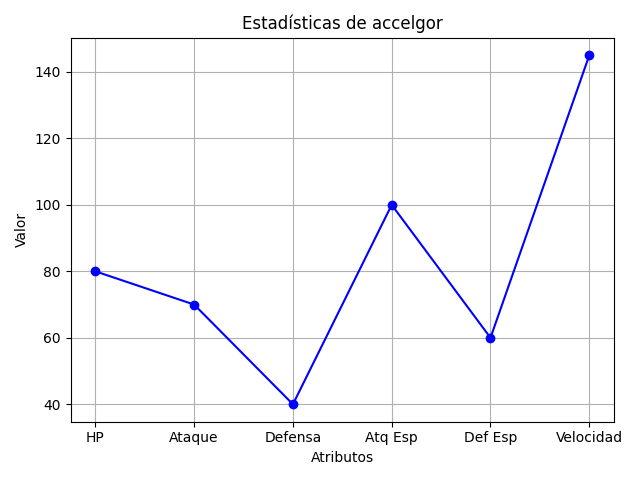 Estadísticas de accelgor
Valor
140
120
100
80
60
40
HP Ataque Defensa Atq Esp Def Esp Velocidad
Atributos